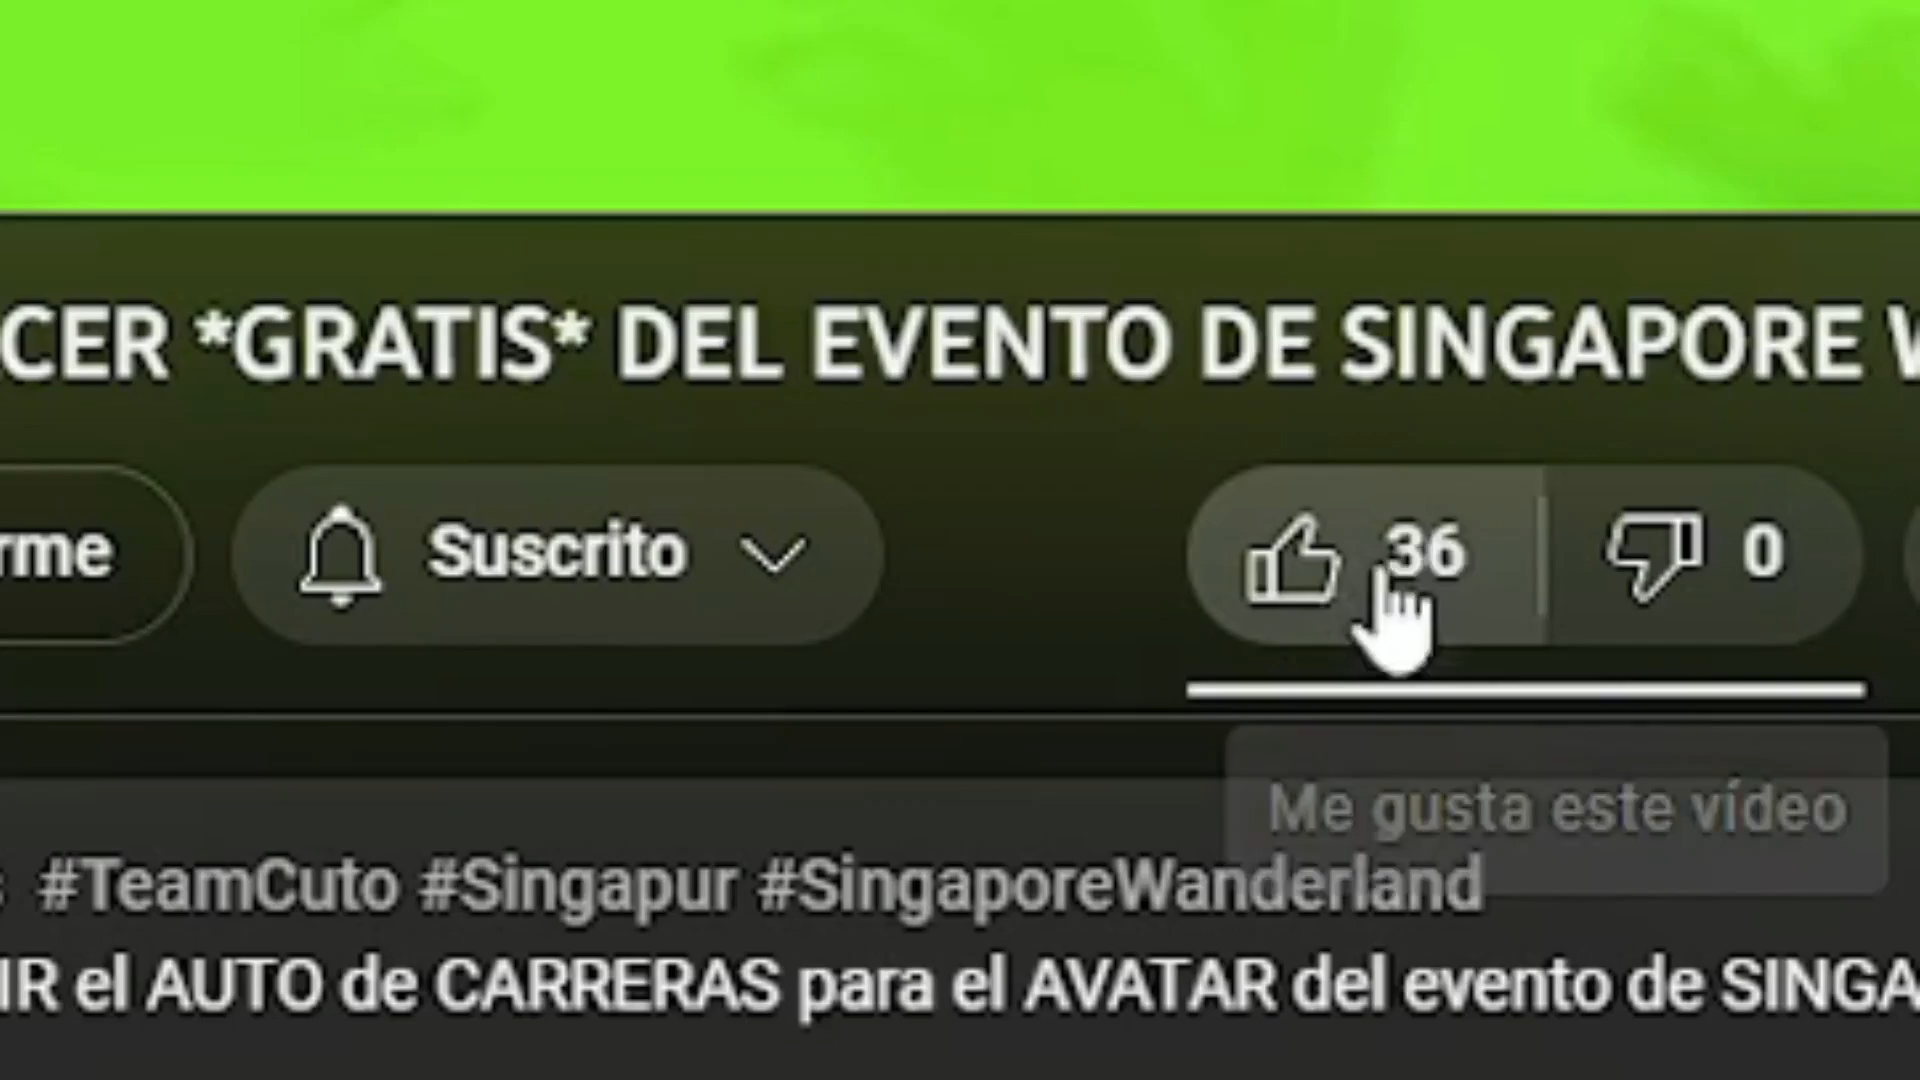 CER *GRATIS* DEL EVENTO DE SINGAPORE W
rme Suscrito 36 0
Me gusta este vídeo
#TeamCuto #Singapur #SingaporeWanderland
IR el AUTO de CARRERAS para el AVATAR del evento de SINGA